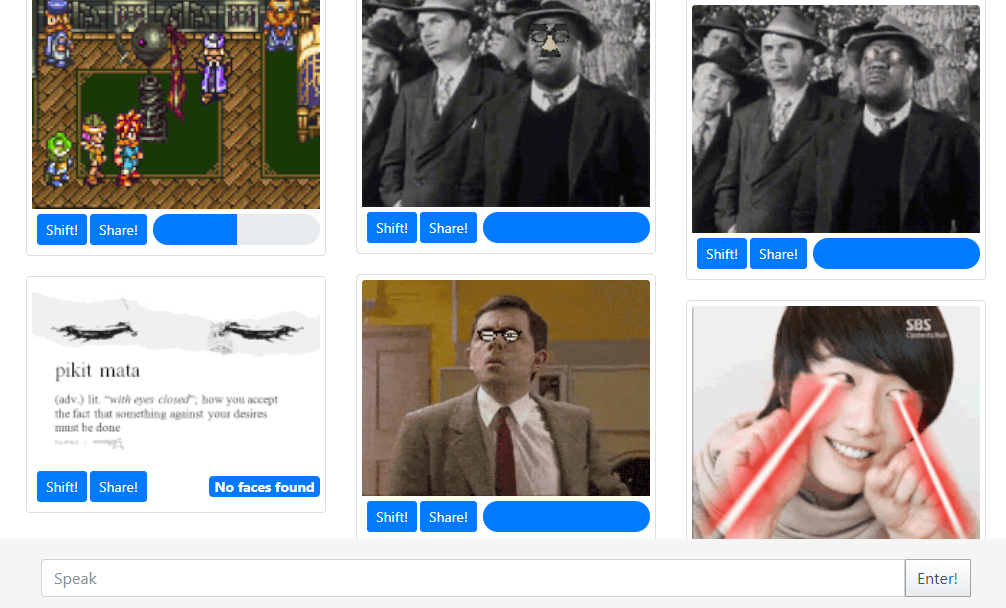 Shift! Share!
Shift! Share!
Shift! Share!
pikit mata
(adv.) lit. “with eyes closed”; how you accept
the fact that something against your desires
must be done
FILIPINO |
Shift! Share! No faces found
Shift! Share!
SBS
Contents Hub
Speak Enter!